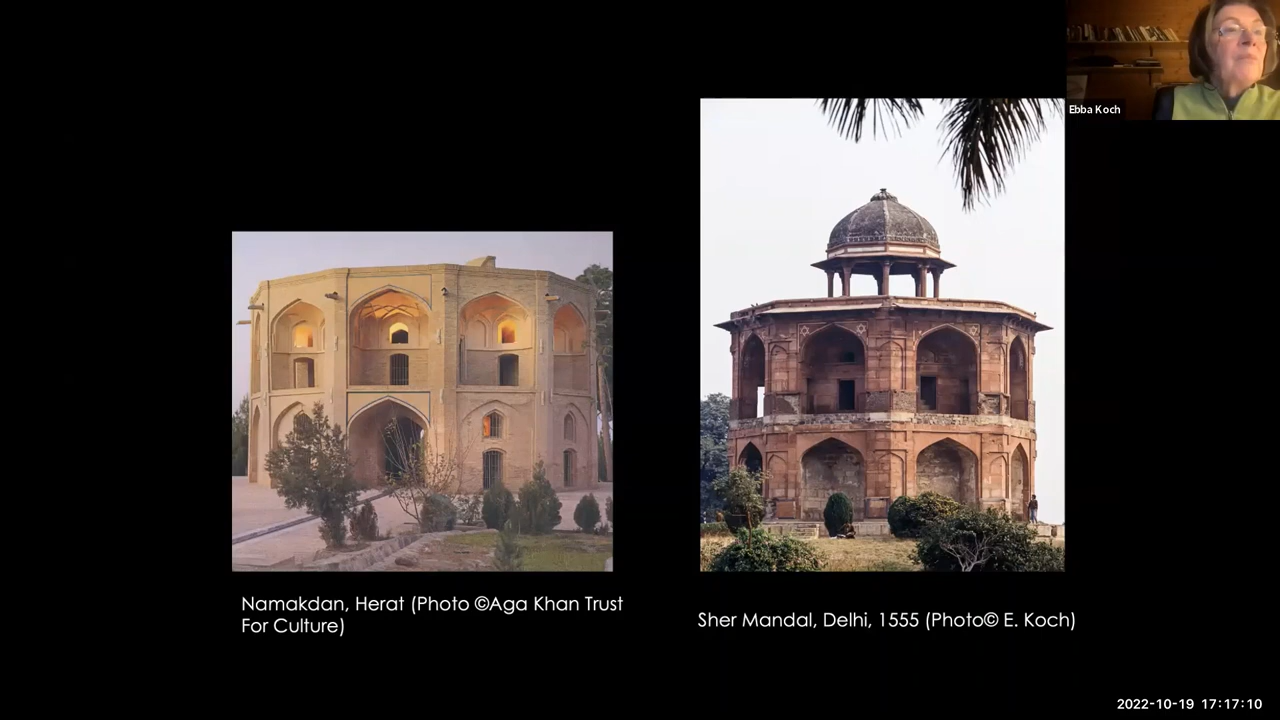 Ebba Koch
Namakdan, Herat (Photo ©Aga Khan Trust
For Culture)
Sher Mandal, Delhi, 1555 (Photo© E. Koch)
2022-10-19 17:17:10